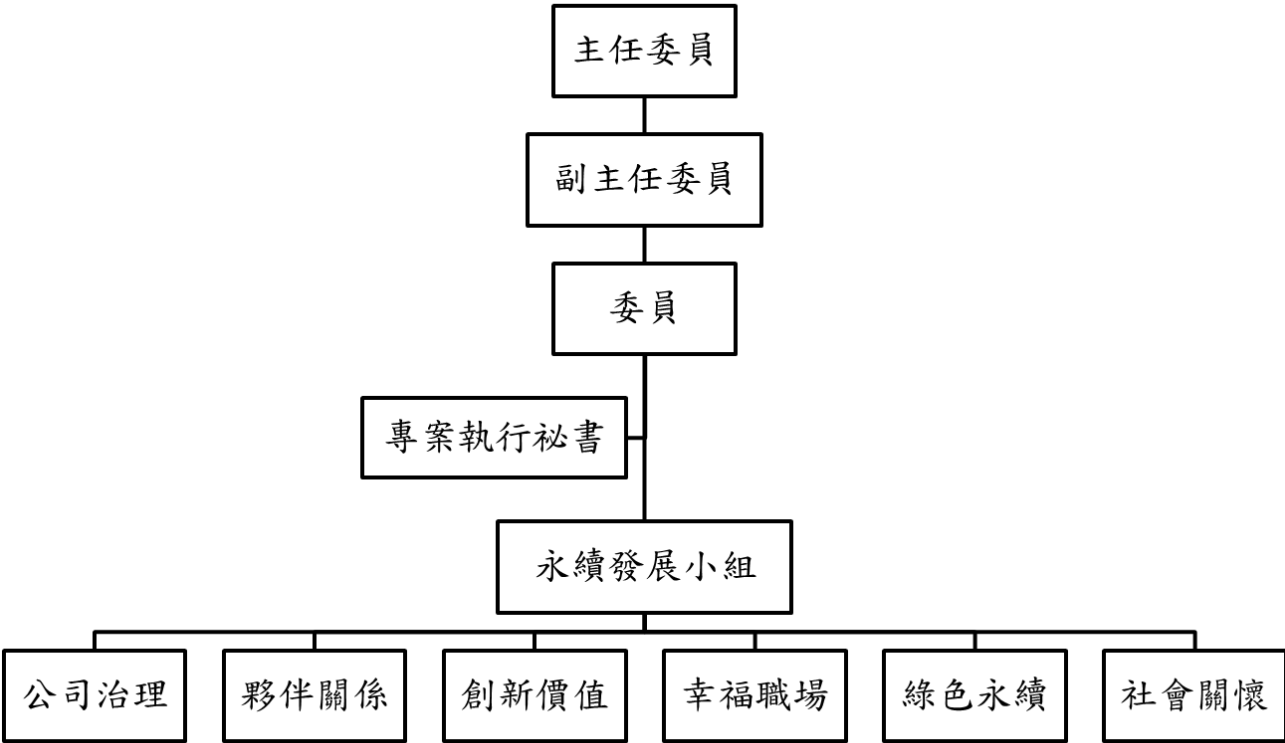 主任委員
副主任委員
委員
專案執行祕書
永續發展小組
公司治理
夥伴關係
創新價值
幸福職場
綠色永續
社會關懷